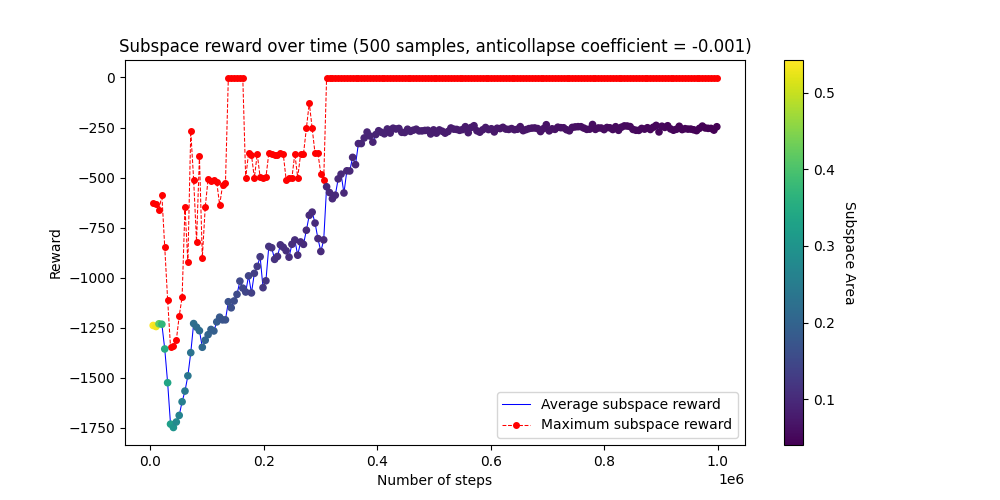 Subspace reward over time (500 samples, anticollapse coefficient = -0.001)
Reward
0
−250
−500
−750
−1000
−1250
−1500
−1750
0.0 0.2 0.4 0.6 0.8 1.0
1e6
Number of steps
Average subspace reward
Maximum subspace reward
0.5
0.4
0.3
0.2
0.1
Subspace Area